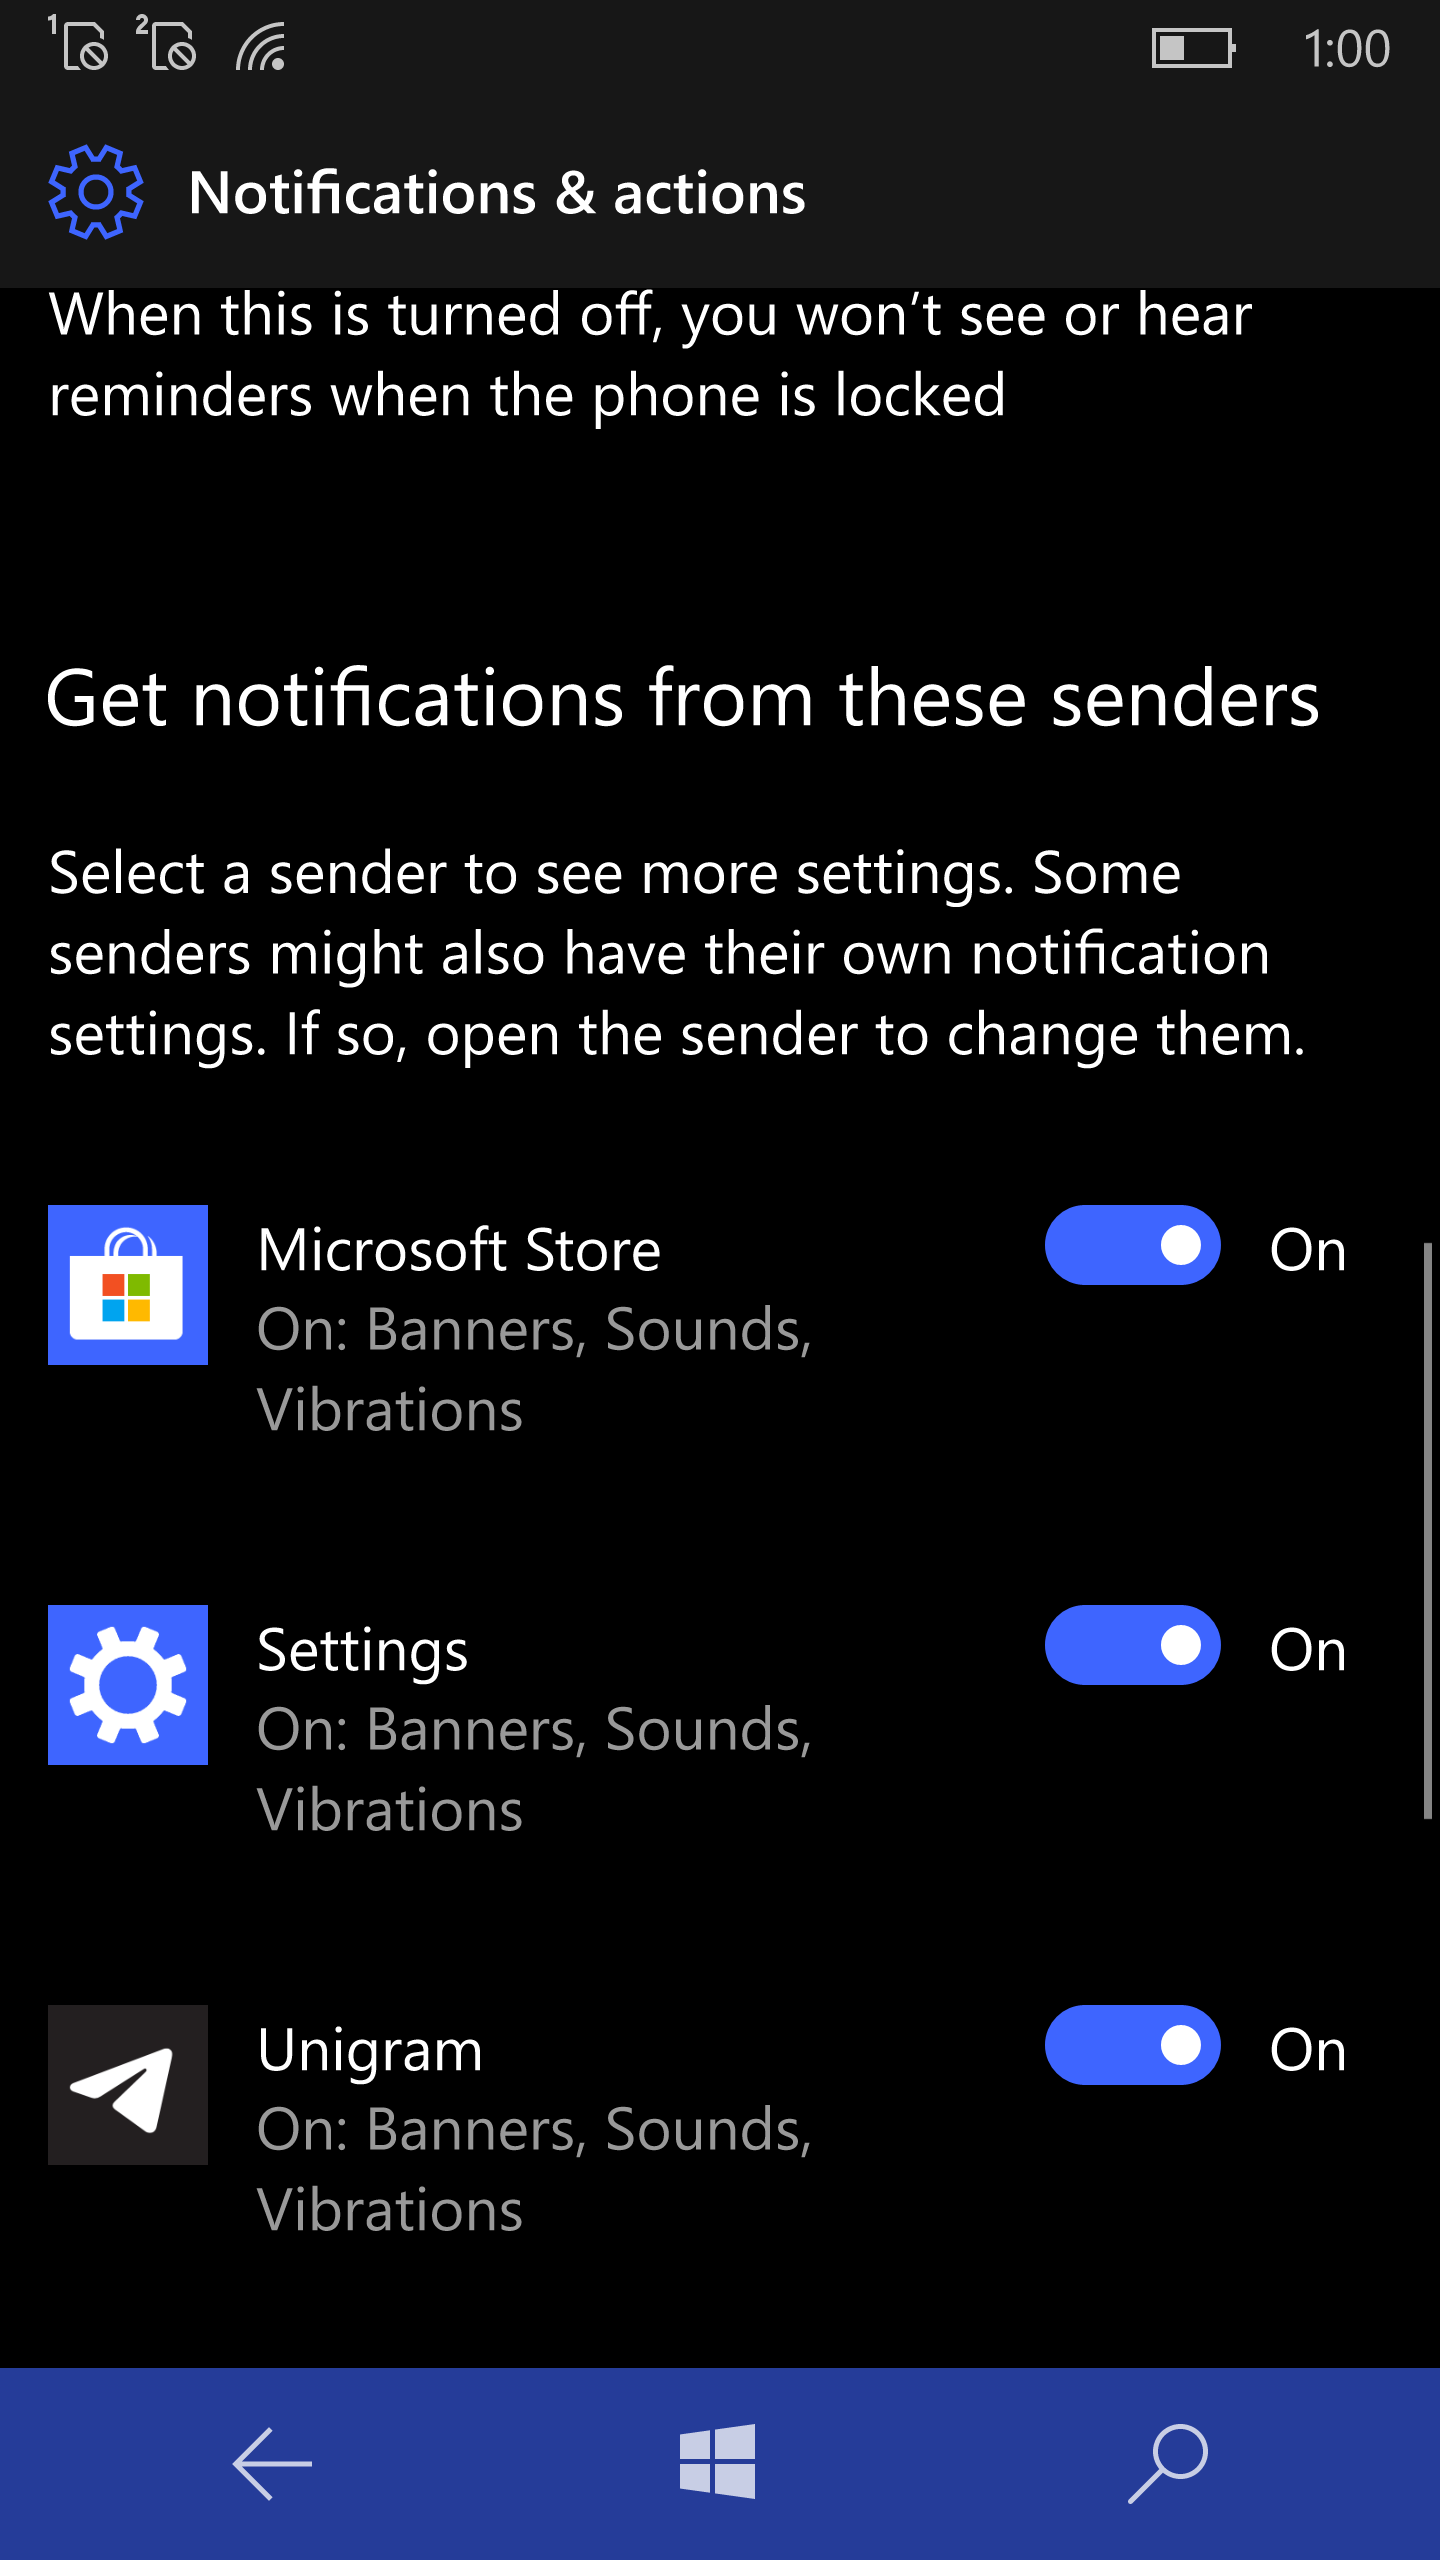 1 2 1:00
Notifications & actions
When this is turned off, you won’t see or hear
reminders when the phone is locked
Get notifications from these senders
Select a sender to see more settings. Some
senders might also have their own notification
settings. If so, open the sender to change them.
Microsoft Store On
On: Banners, Sounds,
Vibrations
Settings On
On: Banners, Sounds,
Vibrations
Unigram On
On: Banners, Sounds,
Vibrations